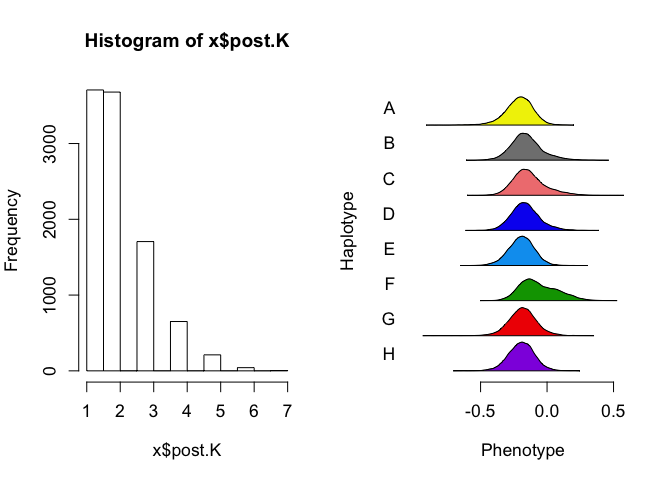 Histogram of x$post.K
Frequency
0
1000
2000
3000
1 2 3 4 5 6 7
x$post.K
Haplotype
A
B
C
D
E
F
G
H
-0.5 0.0 0.5
Phenotype